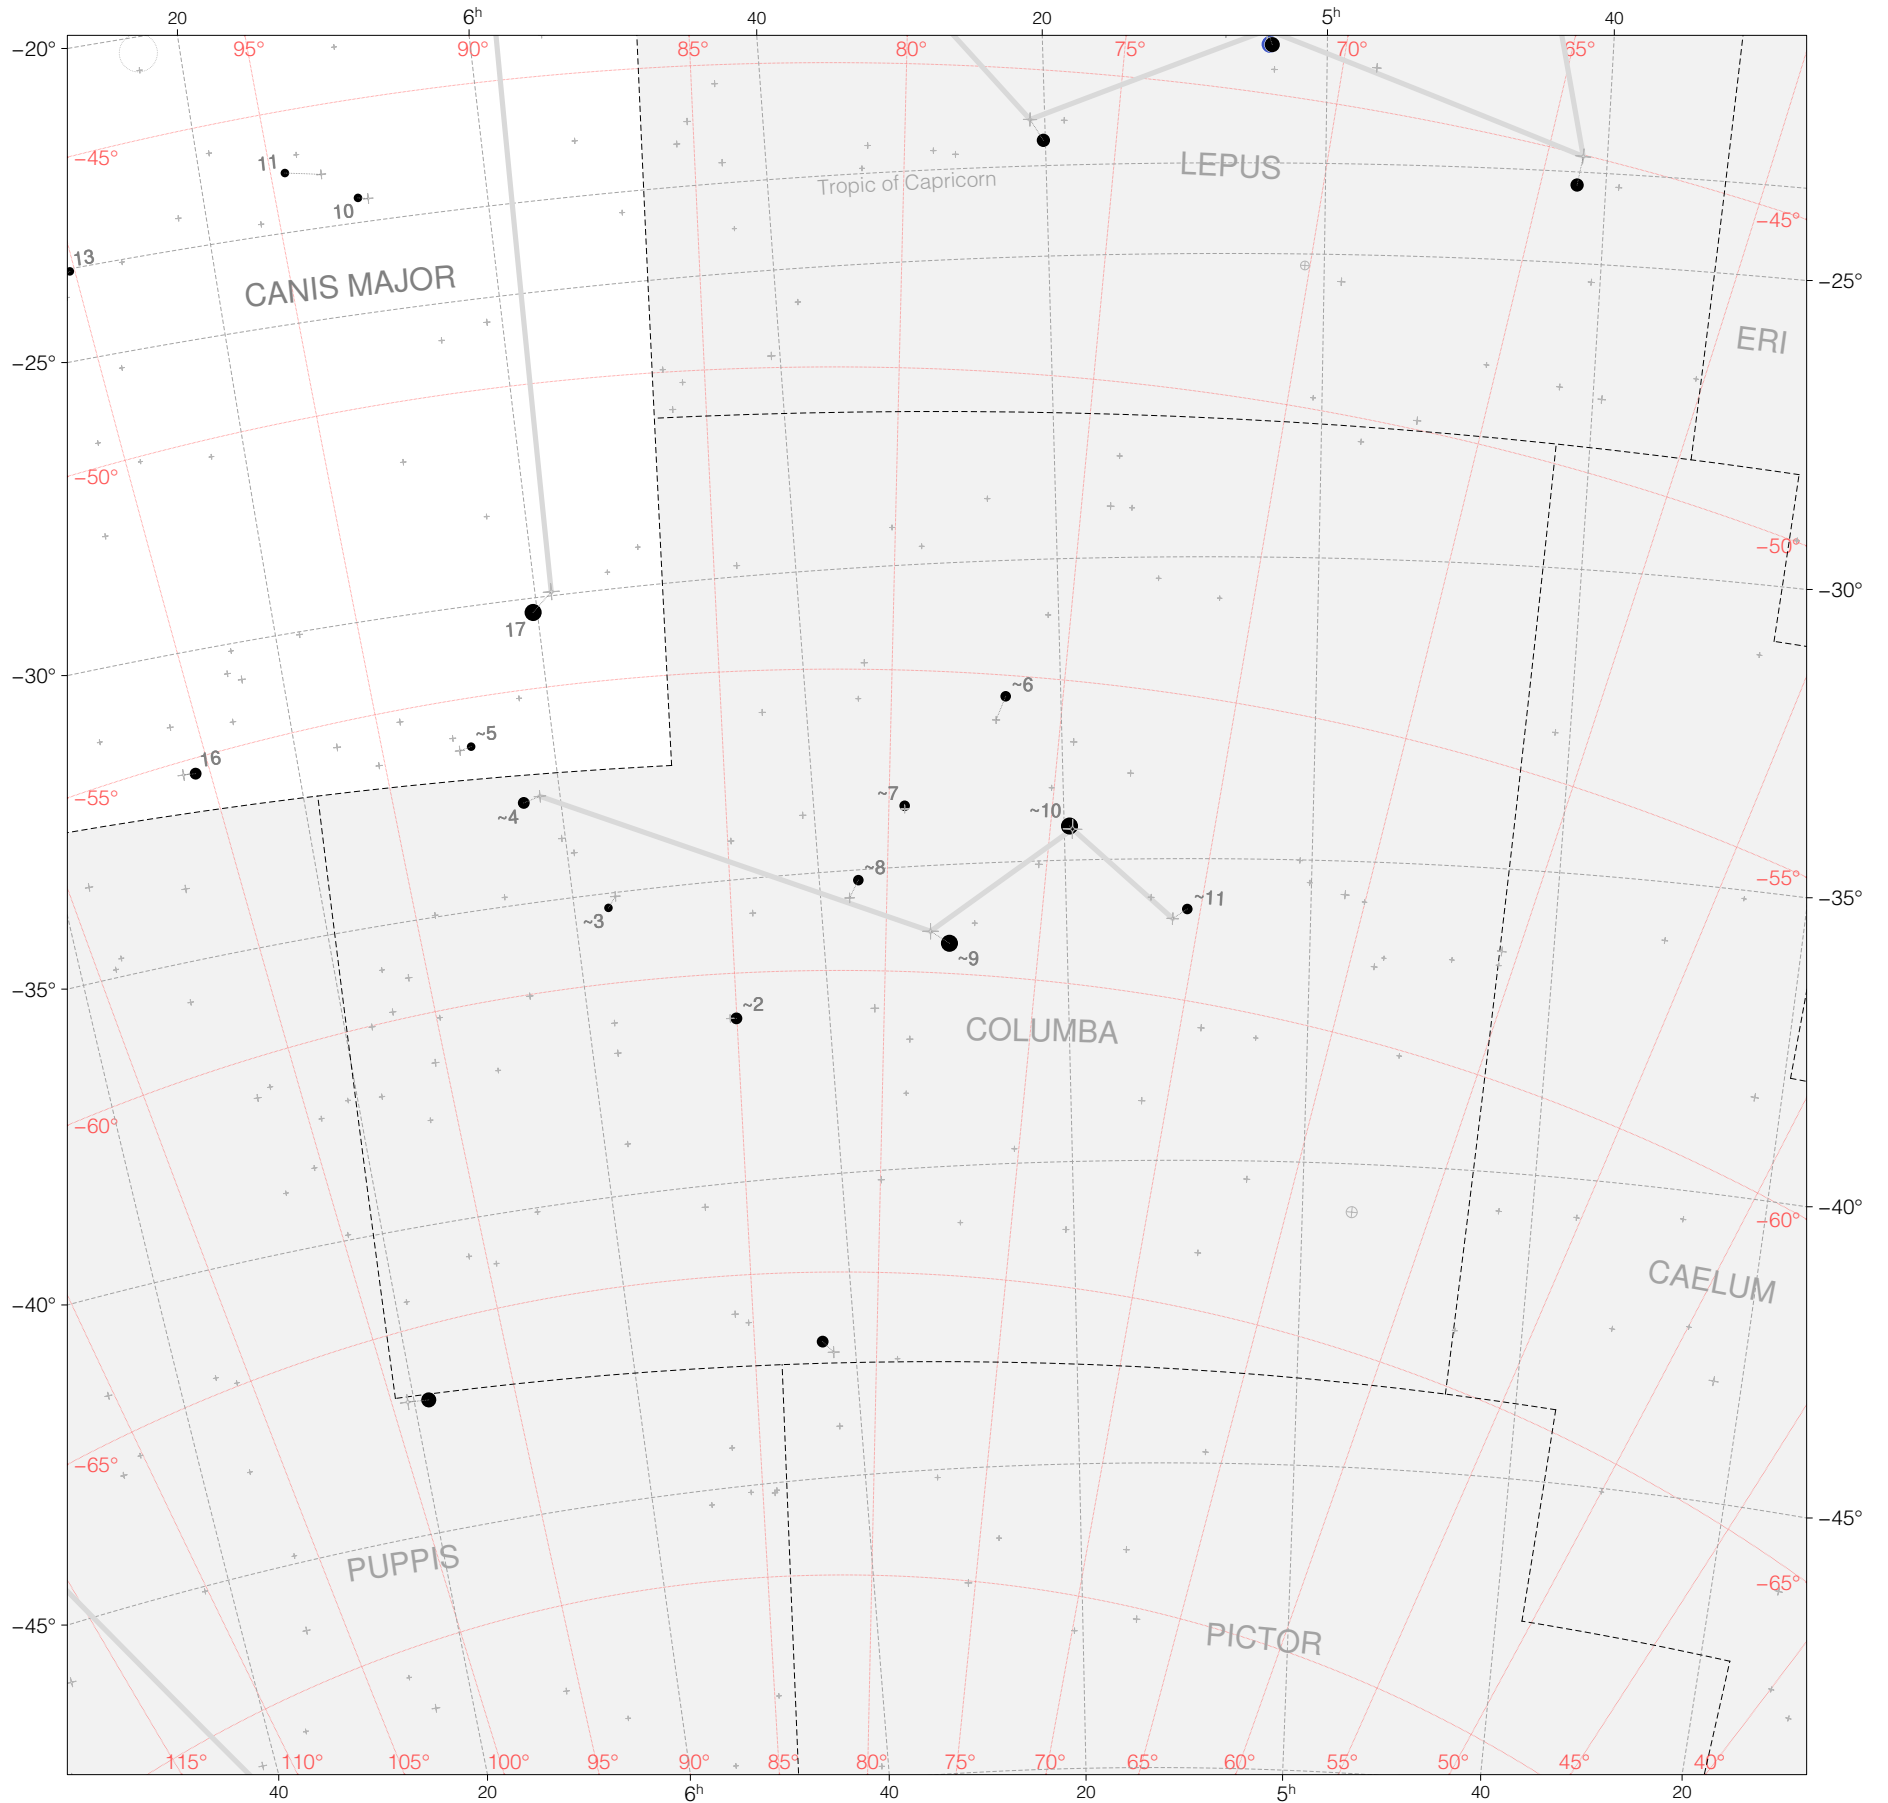 20 6h 40 20 5h 40
−20° 95° 90° 85° 80° 75° 70° 65°
−45° 11 LEPUS
Tropic of Capricorn
10 −45°
13
CANIS MAJOR −25°
ERI
−25°
−50° −50°
−30°
17
−30° ~6
~5
16
−55° ~4 ~7 ~10
~8 −55°
~3 ~11 −35°
~9
−35° ~2
COLUMBA
−60°
−40°
−60°
CAELUM
−40°
−65° −45°
PUPPIS −65°
−45° PICTOR
115° 110° 105° 100° 95° 90° 85° 80° 75° 70° 65° 60° 55° 50° 45° 40°
40 20 6h 40 20 5h 40 20